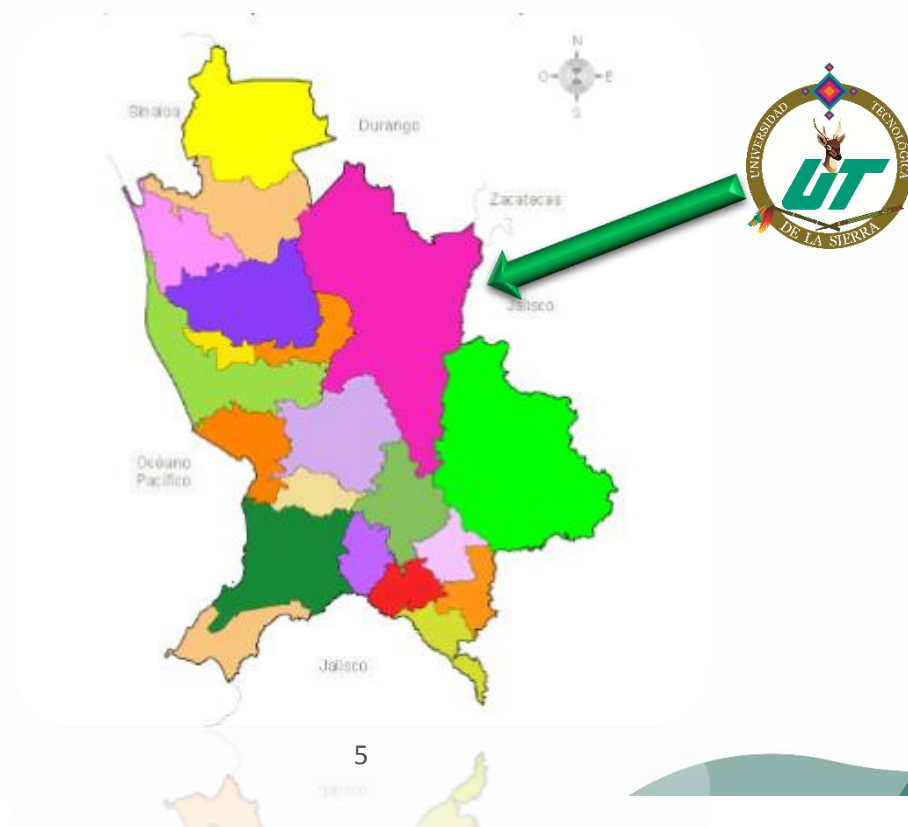 N
O
E
S
Sinaloa
Durango
Zacatecas
Jalisco
Océano
Pacífico
Jalisco
UNIVERSIDAD TECNOLÓGICA
UT
DE LA SIERRA
5